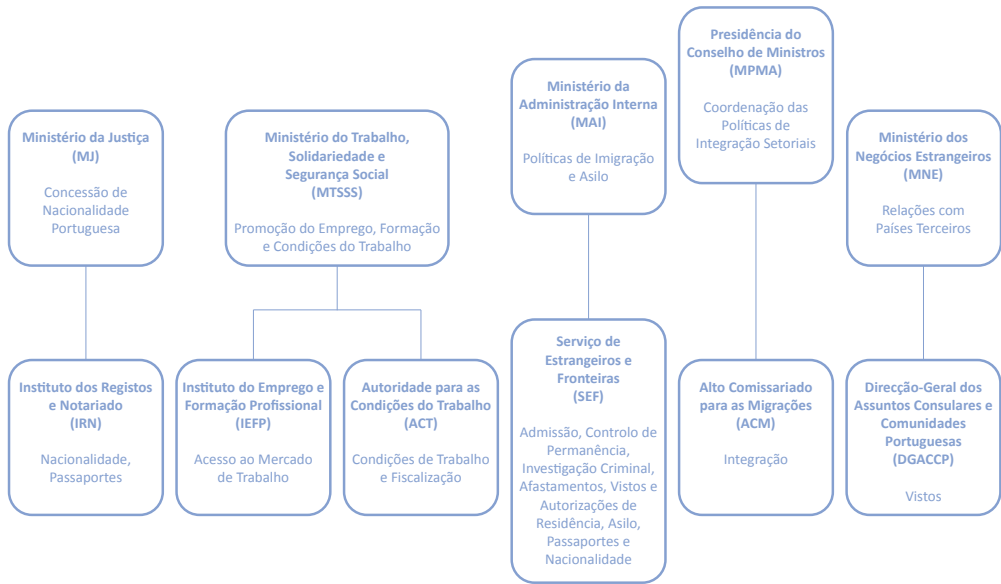 Ministério da Justiça
(MJ)
Concessão de
Nacionalidade
Portuguesa
Ministério do Trabalho,
Solidariedade e
Segurança Social
(MTSSS)
Promoção do Emprego, Formação
e Condições do Trabalho
Ministério da
Administração Interna
(MAI)
Políticas de Imigração
e Asilo
Presidência do
Conselho de Ministros
(MPMA)
Coordenação das
Políticas de
Integração Setoriais
Ministério dos
Negócios Estrangeiros
(MNE)
Relações com
Países Terceiros
Instituto dos Registos
e Notariado
(IRN)
Nacionalidade,
Passaportes
Instituto do Emprego e
Formação Profissional
(IEFP)
Acesso ao Mercado
de Trabalho
Autoridade para as
Condições do Trabalho
(ACT)
Condições de Trabalho
e Fiscalização
Serviço de
Estrangeiros e
Fronteiras
(SEF)
Admissão, Controlo de
Permanência,
Investigação Criminal,
Afastamentos, Vistos e
Autorizações de
Residência, Asilo,
Passaportes e
Nacionalidade
Alto Comissariado
para as Migrações
(ACM)
Integração
Direcção-Geral dos
Assuntos Consulares e
Comunidades
Portuguesas
(DGACCP)
Vistos